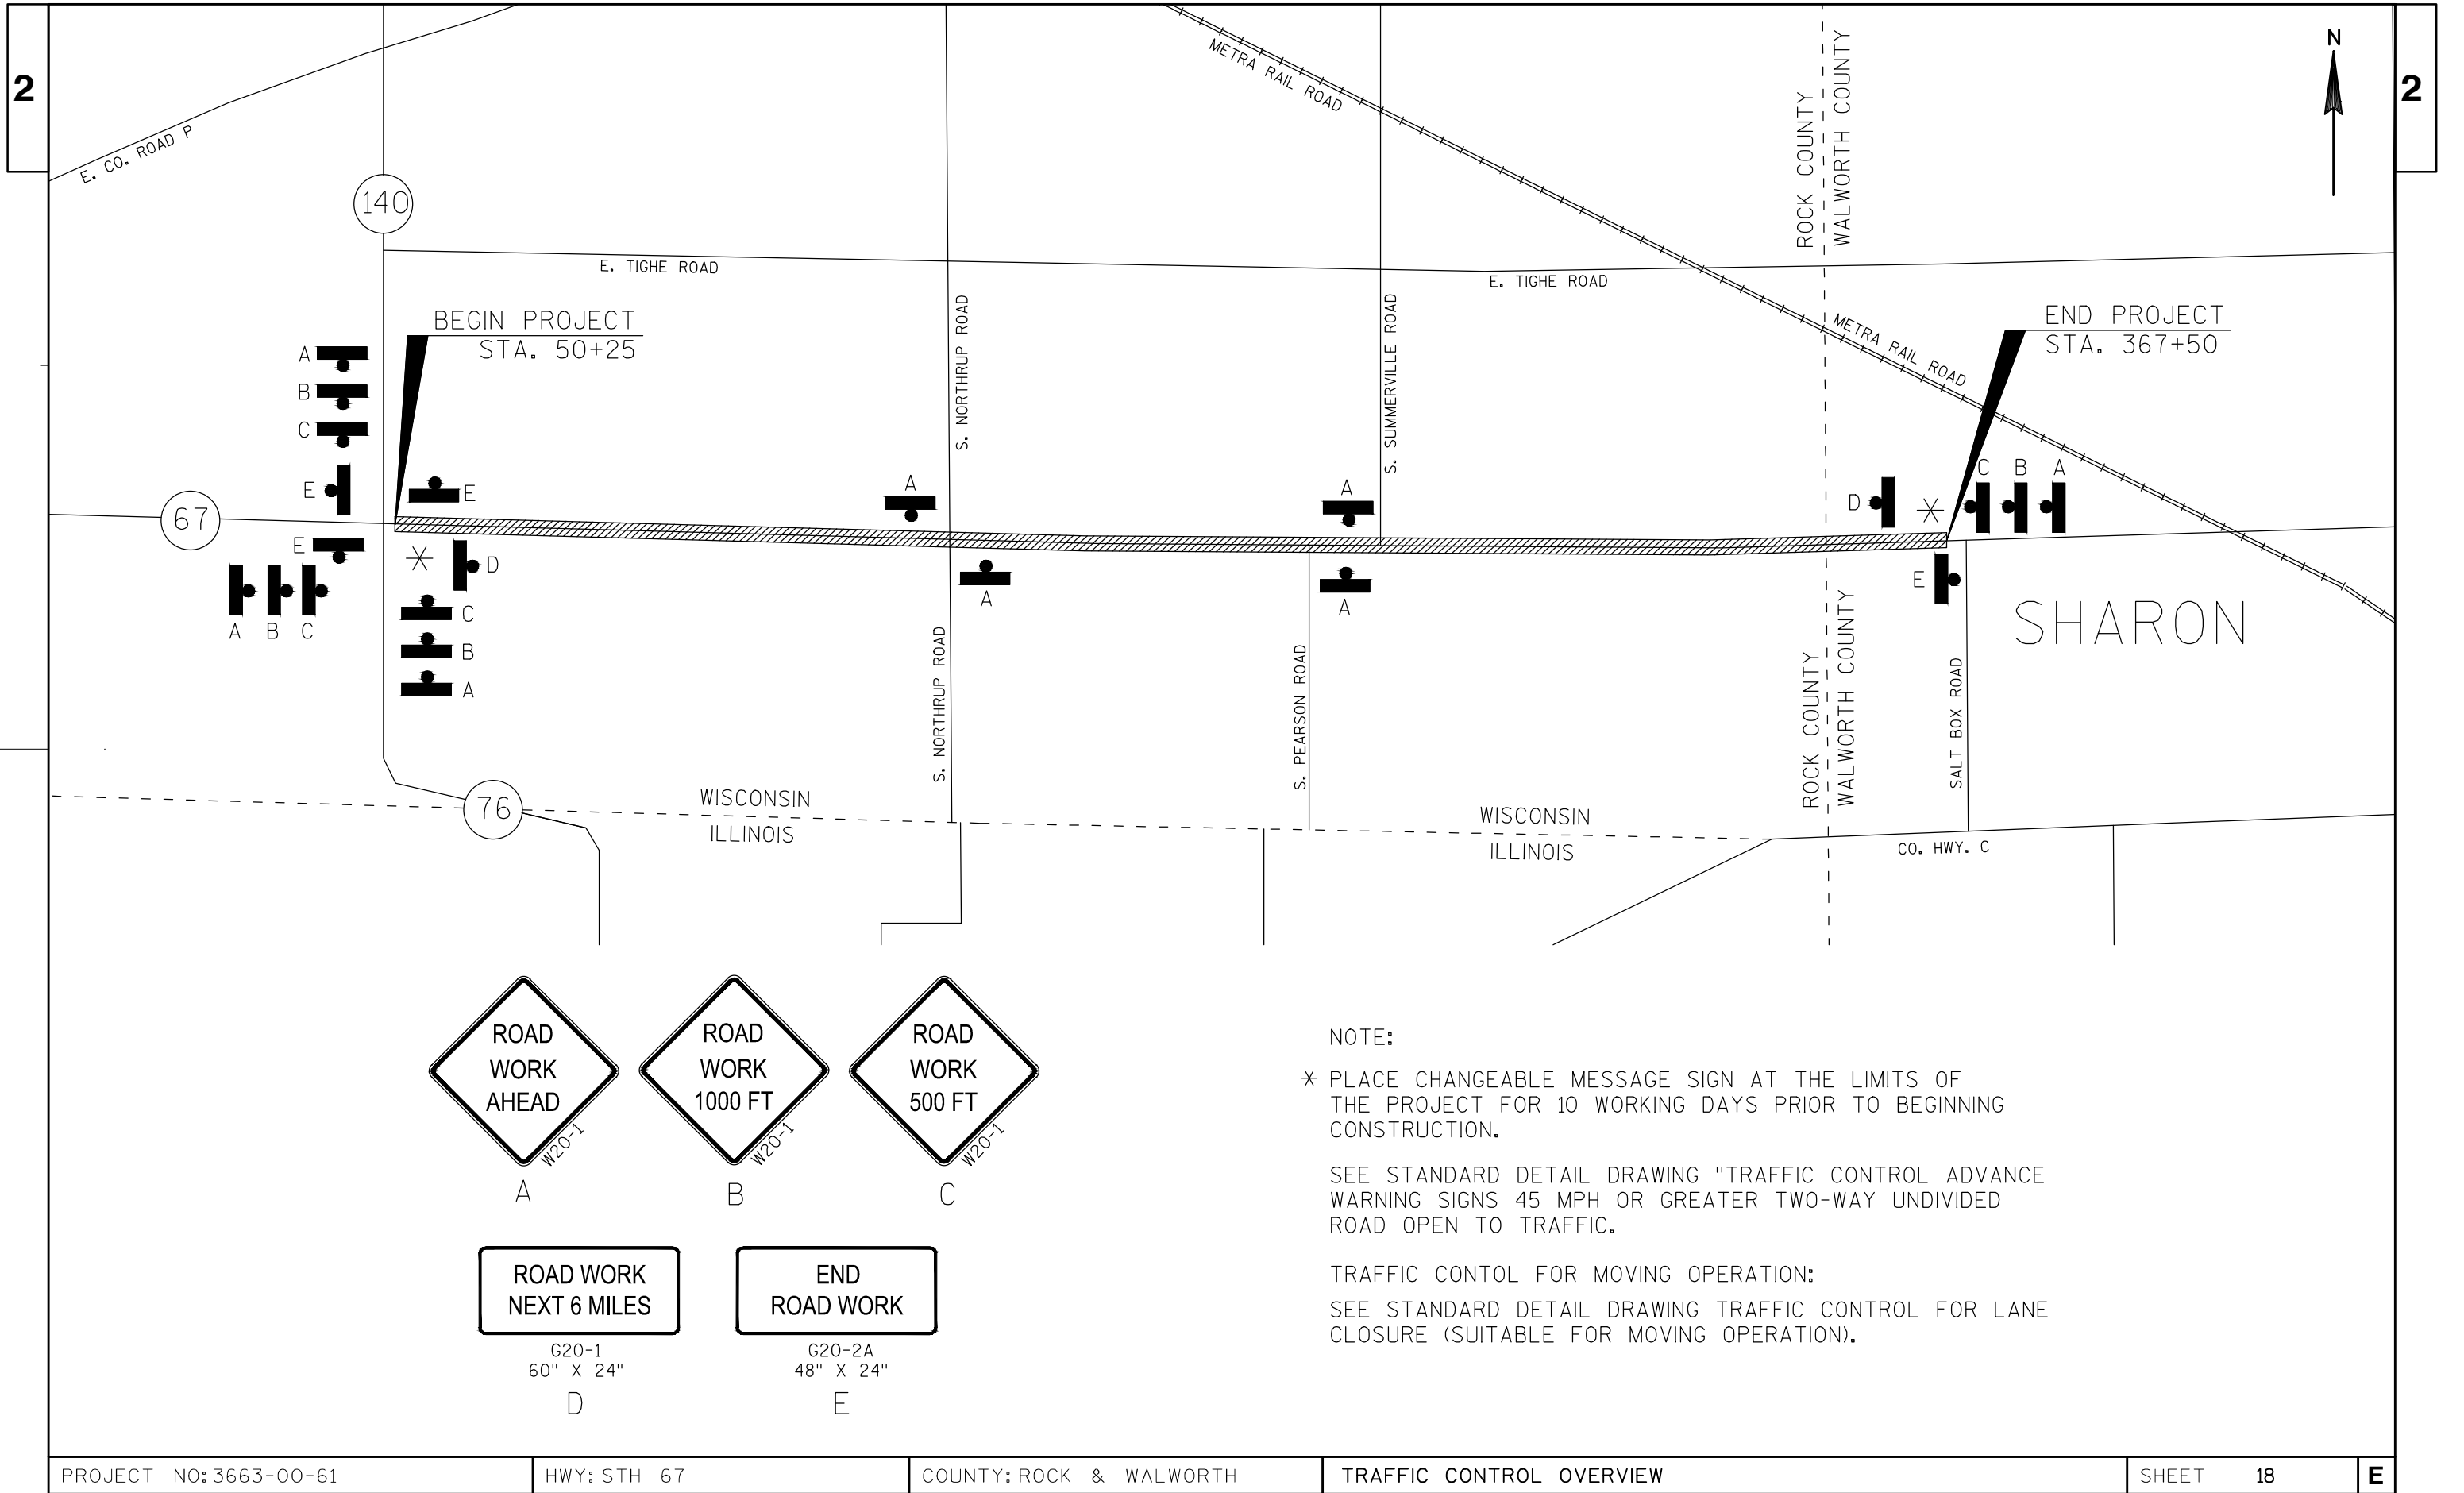 2
2
N
METRA RAIL ROAD
ROCK COUNTY
WALWORTH COUNTY
E. CO. ROAD P
140
E. TIGHE ROAD
E. TIGHE ROAD
BEGIN PROJECT
STA. 50+25
END PROJECT
STA. 367+50
S. NORTHRUP ROAD
S. SUMMERVILLE ROAD
METRA RAIL ROAD
A
B
C
E
E
A
A
D
*
C B A
67
E
*
D
A B C
C
B
A
A
A
E
SHARON
S. NORTHRUP ROAD
S. PEARSON ROAD
ROCK COUNTY
WALWORTH COUNTY
SALT BOX ROAD
76
WISCONSIN
ILLINOIS
WISCONSIN
ILLINOIS
CO. HWY. C
ROAD
WORK
AHEAD
W20-1
A
ROAD
WORK
1000 FT
W20-1
B
ROAD
WORK
500 FT
W20-1
C
ROAD WORK
NEXT 6 MILES
G20-1
60" X 24"
D
END
ROAD WORK
G20-2A
48" X 24"
E
NOTE:
* PLACE CHANGEABLE MESSAGE SIGN AT THE LIMITS OF
THE PROJECT FOR 10 WORKING DAYS PRIOR TO BEGINNING
CONSTRUCTION.
SEE STANDARD DETAIL DRAWING "TRAFFIC CONTROL ADVANCE
WARNING SIGNS 45 MPH OR GREATER TWO-WAY UNDIVIDED
ROAD OPEN TO TRAFFIC.
TRAFFIC CONTOL FOR MOVING OPERATION:
SEE STANDARD DETAIL DRAWING TRAFFIC CONTROL FOR LANE
CLOSURE (SUITABLE FOR MOVING OPERATION).
PROJECT NO:3663-00-61
HWY: STH 67
COUNTY: ROCK & WALWORTH
TRAFFIC CONTROL OVERVIEW
SHEET 18
E